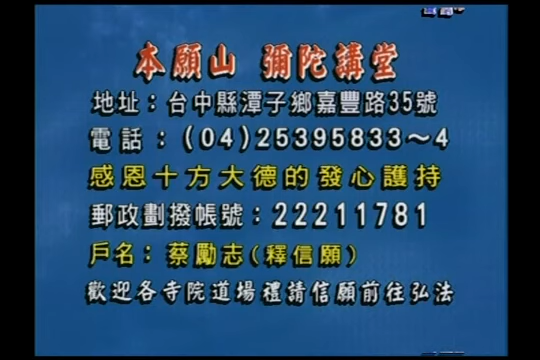 本願山 彌陀講堂
地址：台中縣潭子鄉嘉豐路35號
電話：(04)25395833～4
感恩十方大德的發心護持
郵政劃撥帳號：22211781
戶名：蔡勵志(釋信願)
歡迎各寺院道場禮請信願前往弘法